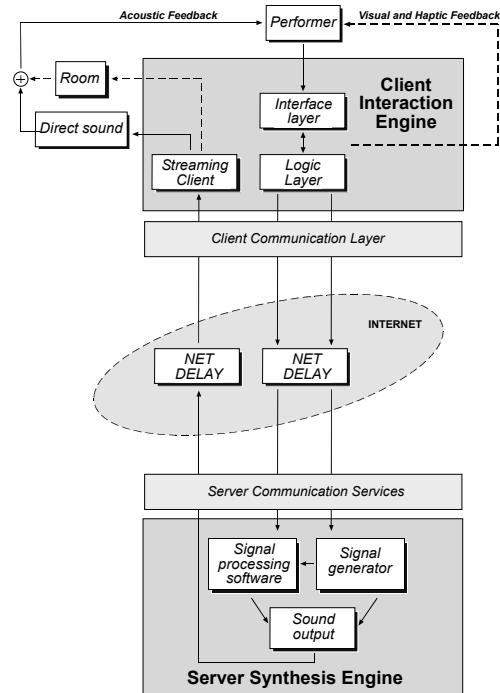 Acoustic Feedback
Performer
Visual and Haptic Feedback
Room
Direct sound
Interface
layer
Client
Interaction
Engine
Streaming
Client
Logic
Layer
Client Communication Layer
INTERNET
NET
DELAY
NET
DELAY
Server Communication Services
Signal
processing
software
Signal
generator
Sound
output
Server Synthesis Engine